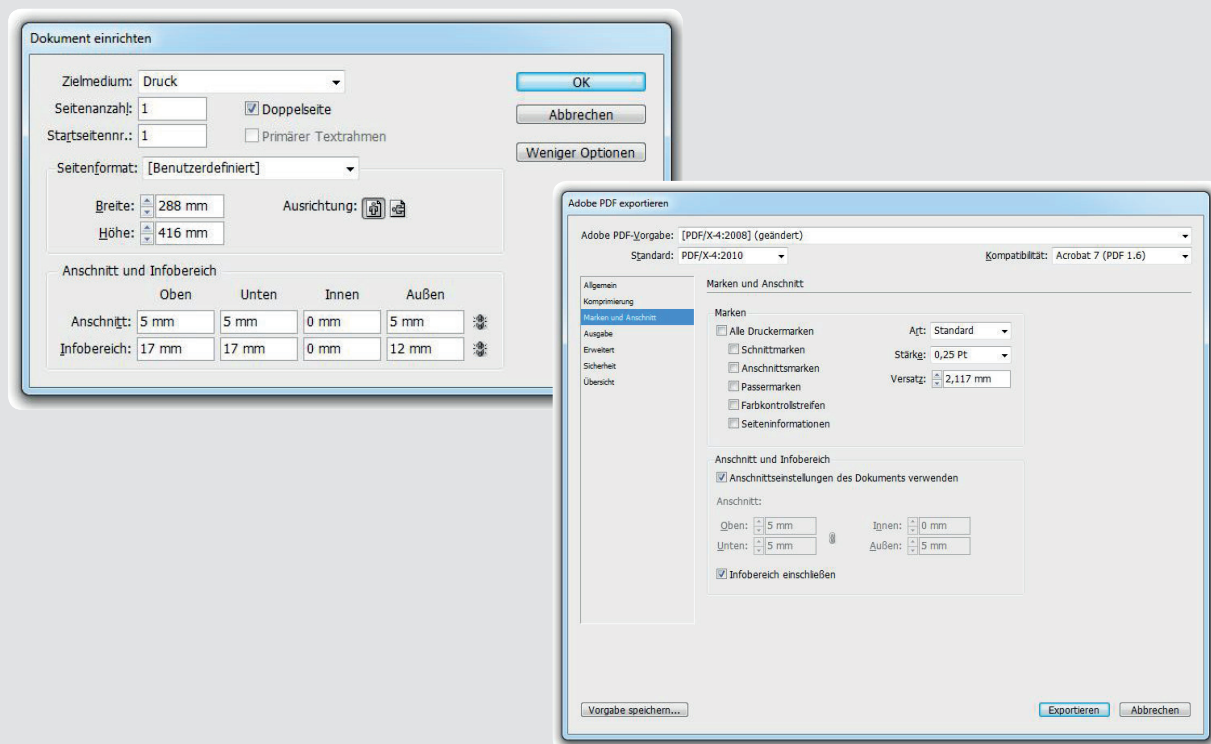 Dokument einrichten
Zielmedium: Druck
Seitenanzahl: 1 Doppelseite
Startseitennr.: 1 Primärer Textrahmen
Seitenformat: [Benutzerdefiniert]
Breite: 288 mm Ausrichtung:
Höhe: 416 mm
Anschnitt und Infobereich
Oben Unten Innen Außen
Anschnitt: 5 mm 5 mm 0 mm 5 mm
Infobereich: 17 mm 17 mm 0 mm 12 mm
OK
Abbrechen
Weniger Optionen
Adobe PDF exportieren
Adobe PDF-Vorgabe: [PDF/X-4:2008] (geändert)
Standard: PDF/X-4:2010 Kompatibilität: Acrobat 7 (PDF 1.6)
Allgemein
Komprimierung
Marken und Anschnitt
Ausgabe
Erweitert
Sicherheit
Übersicht
Marken und Anschnitt
Marken
Alle Druckermarken Art: Standard
Schnittmarken Stärke: 0,25 Pt
Anschnittsmarken
Passermarken Versatz: 2,117 mm
Farbkontrollstreifen
Seiteninformationen
Anschnitt und Infobereich
Anschnittseinstellungen des Dokuments verwenden
Anschnitt:
Oben: 5 mm Innen: 0 mm
Unten: 5 mm Außen: 5 mm
Infobereich einschließen
Vorgabe speichern... Exportieren Abbrechen